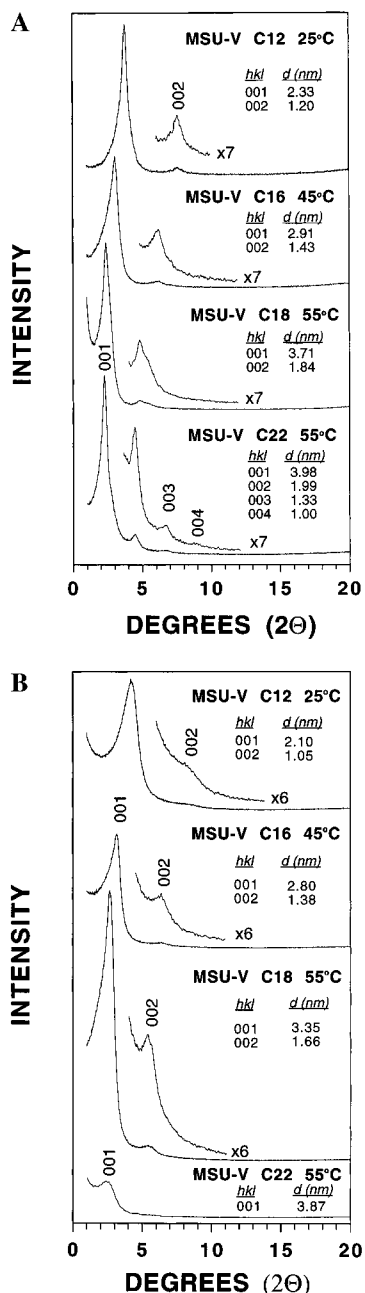 A
MSU-V C12 25°C
hkl d (nm)
001 2.33
002 1.20
002
x7
MSU-V C16 45°C
hkl d (nm)
001 2.91
002 1.43
x7
MSU-V C18 55°C
hkl d (nm)
001 3.71
002 1.84
001
x7
MSU-V C22 55°C
hkl d (nm)
001 3.98
002 1.99
003 1.33
004 1.00
003
004
x7
INTENSITY
0 5 10 15 20
DEGREES (2Θ)
B
MSU-V C12 25°C
hkl d (nm)
001 2.10
002 1.05
002
x6
001
MSU-V C16 45°C
hkl d (nm)
001 2.80
002 1.38
002
x6
MSU-V C18 55°C
hkl d (nm)
001 3.35
002 1.66
002
x6
001
MSU-V C22 55°C
hkl d (nm)
001 3.87
INTENSITY
0 5 10 15 20
DEGREES (2Θ)